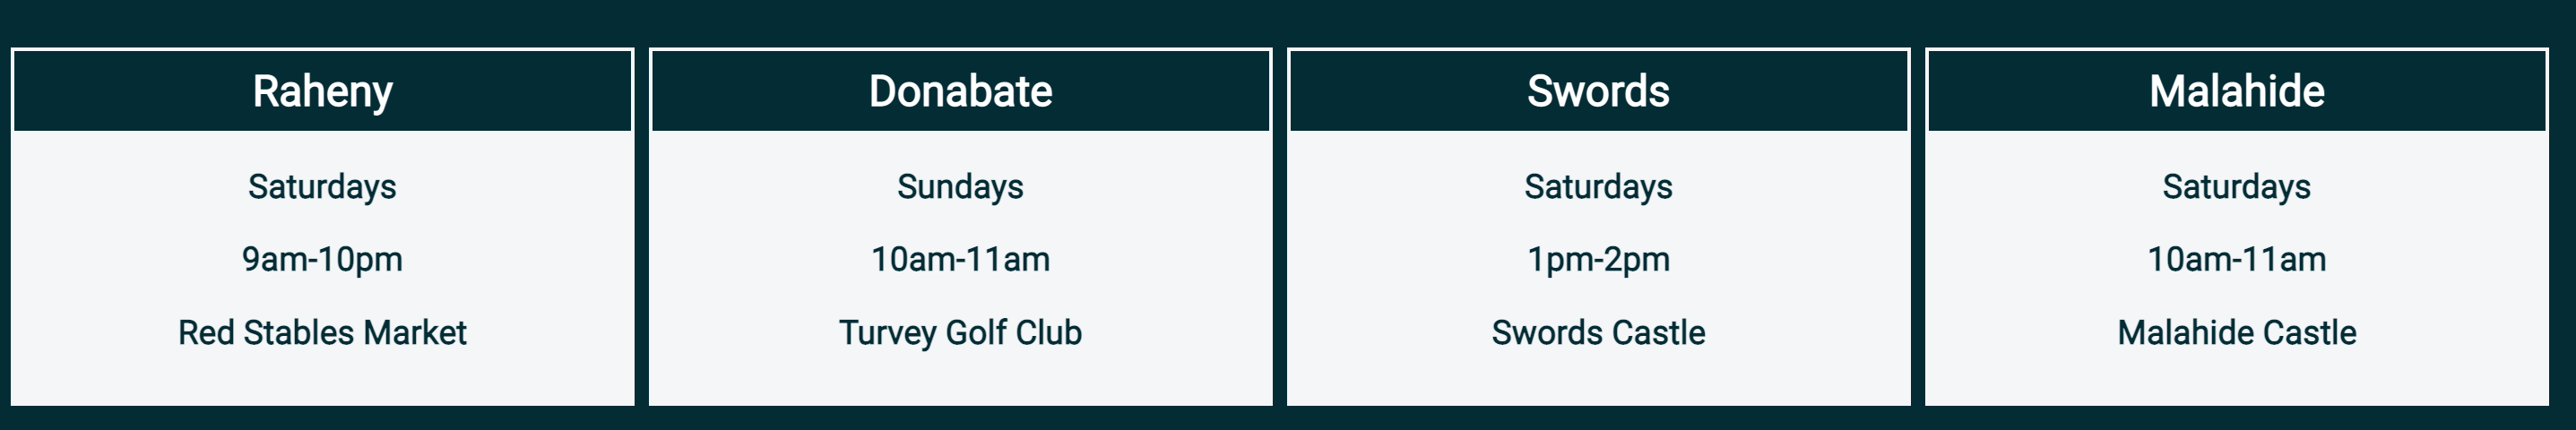 Raheny
Saturdays
9am-10pm
Red Stables Market
Donabate
Sundays
10am-11am
Turvey Golf Club
Swords
Saturdays
1pm-2pm
Swords Castle
Malahide
Saturdays
10am-11am
Malahide Castle